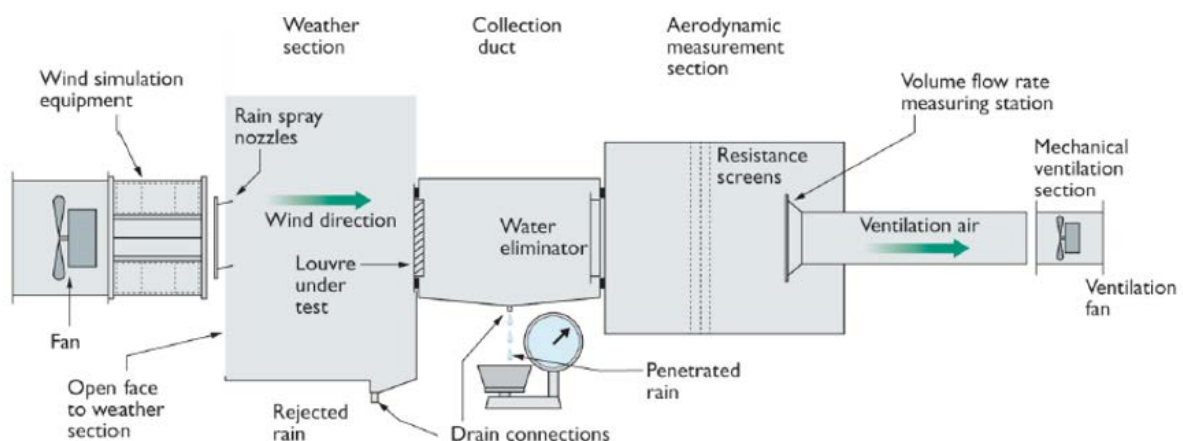 Weather
section
Collection
duct
Aerodynamic
measurement
section
Wind simulation
equipment
Rain spray
nozzles
Volume flow rate
measuring station
Mechanical
ventilation
section
Resistance
screens
Wind direction
Water
eliminator
Ventilation air
Louvre
under
test
Fan
Ventilation
fan
Open face
to weather
section
Rejected
rain
Drain connections
Penetrated
rain